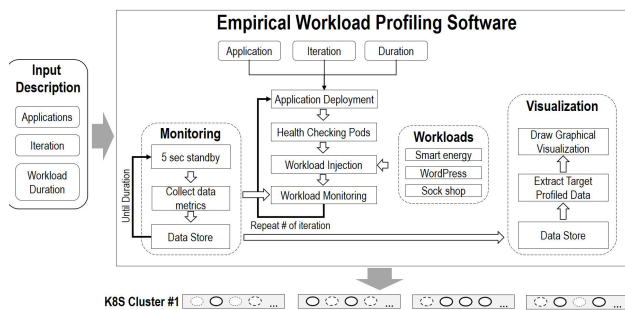 Empirical Workload Profiling Software
Input
Description
Applications
Iteration
Workload
Duration
Application
Iteration
Duration
Application Deployment
Health Checking Pods
Workload Injection
Workload Monitoring
Repeat # of iteration
Monitoring
5 sec standby
Collect data
metrics
Data Store
Until Duration
Workloads
Smart energy
WordPress
Sock shop
Visualization
Draw Graphical
Visualization
Extract Target
Profiled Data
Data Store
K8S Cluster #1
...
...
...
...